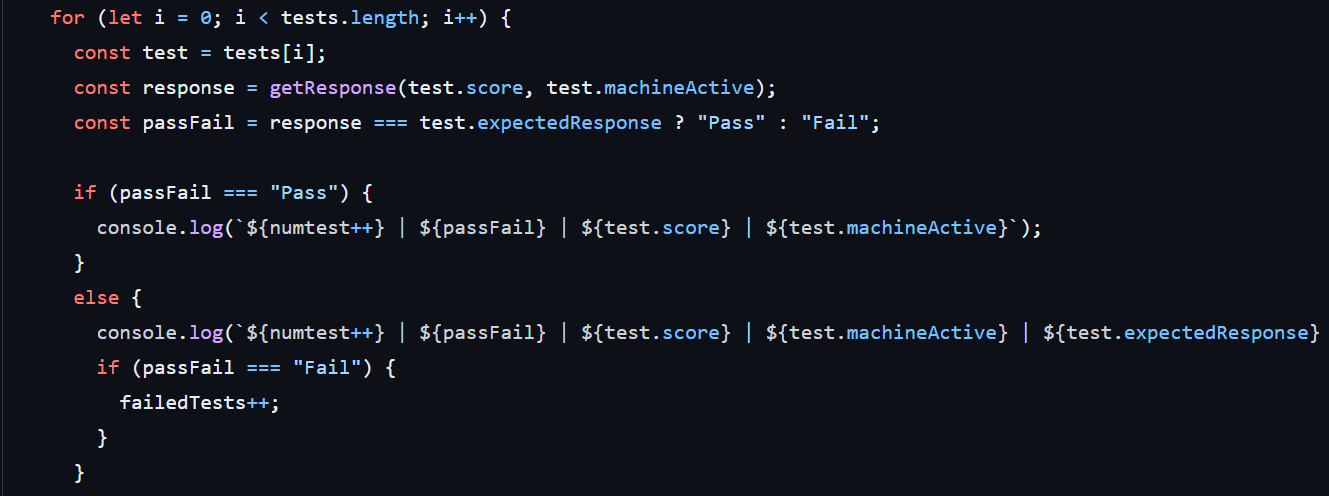 for (let i = 0; i < tests.length; i++) {
const test = tests[i];
const response = getResponse(test.score, test.machineActive);
const passFail = response === test.expectedResponse ? "Pass" : "Fail";
if (passFail === "Pass") {
console.log(`${numtest++} | ${passFail} | ${test.score} | ${test.machineActive}`);
}
else {
console.log(`${numtest++} | ${passFail} | ${test.score} | ${test.machineActive} | ${test.expectedResponse}
if (passFail === "Fail") {
failedTests++;
}
}